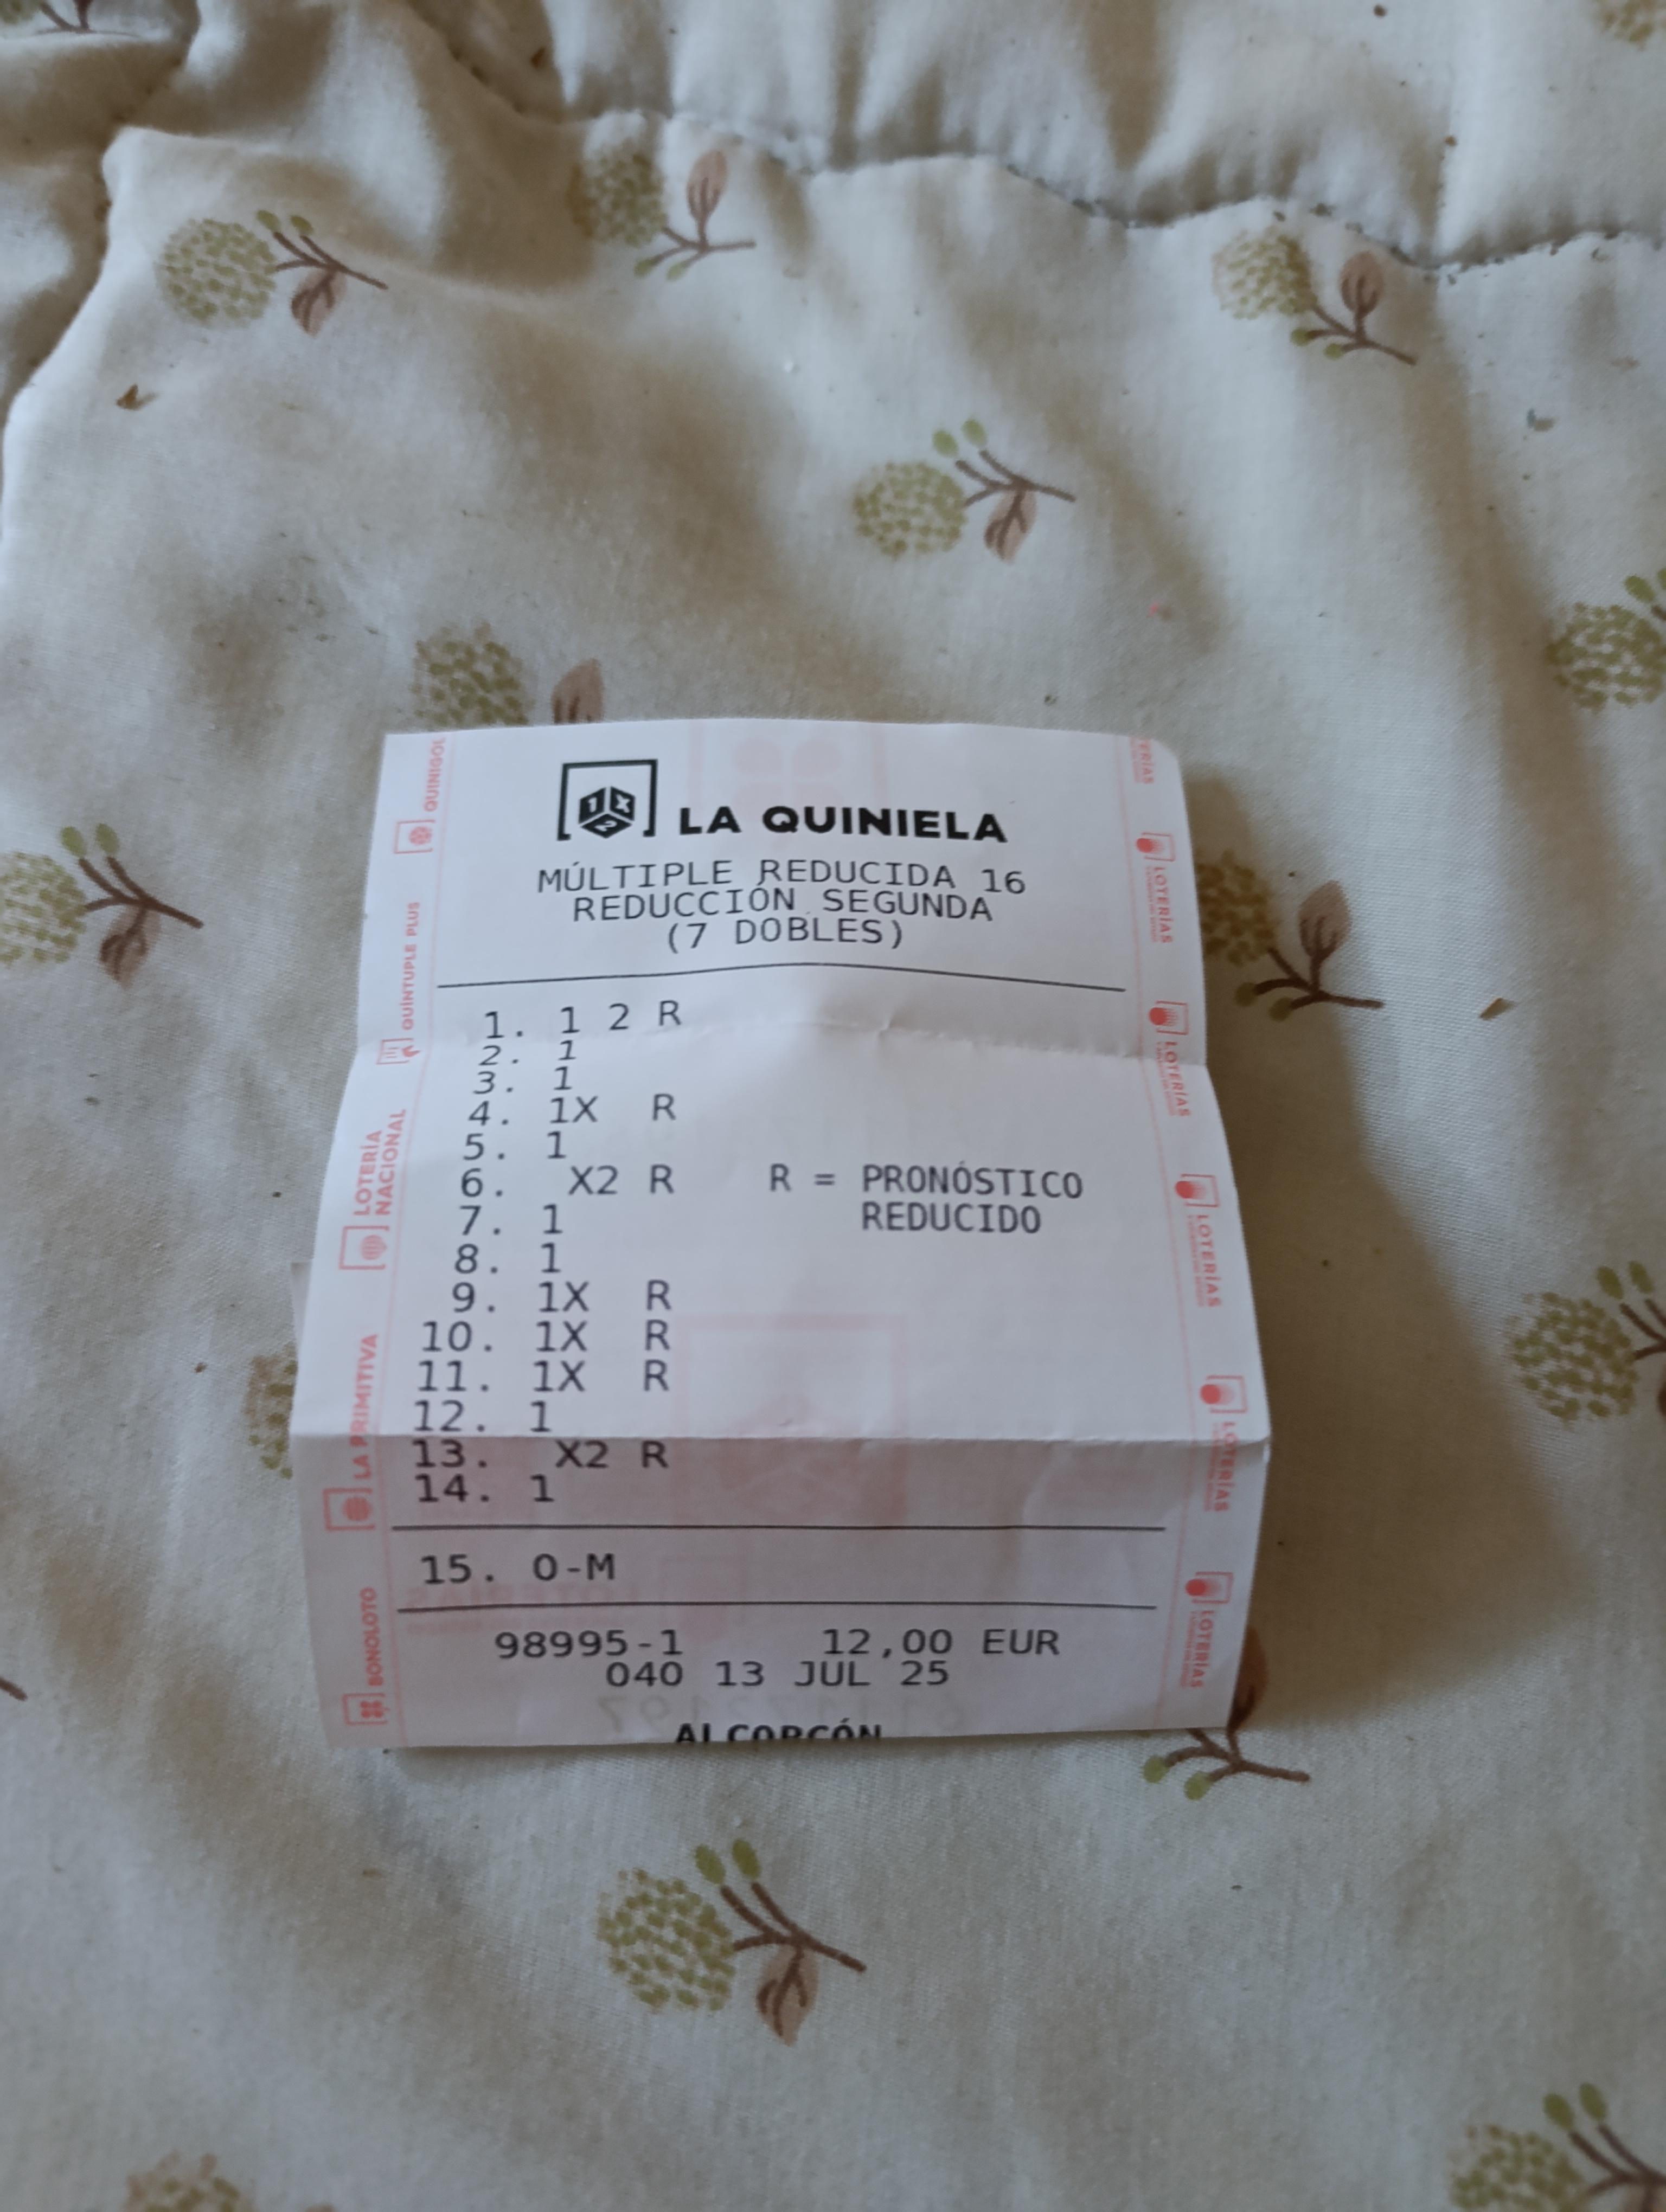 1X2
LA QUINIELA
MÚLTIPLE REDUCIDA 16
REDUCCIÓN SEGUNDA
(7 DOBLES)
1. 1 2 R
2. 1
3. 1
4. 1X R
5. 1
6. X2 R R = PRONÓSTICO
7. 1 REDUCIDO
8. 1
9. 1X R
10. 1X R
11. 1X R
12. 1
13. X2 R
14. 1
15. 0-M
98995-1 12,00 EUR
040 13 JUL 25
ALCORCÓN
QUINIGOL
QUÍNTUPLE PLUS
LOTERÍA
NACIONAL
LA PRIMITIVA
BONOLOTO
ERÍAS
LOTERÍAS
LOTERÍAS
LOTERÍAS
LOTERÍAS
LOTERÍAS